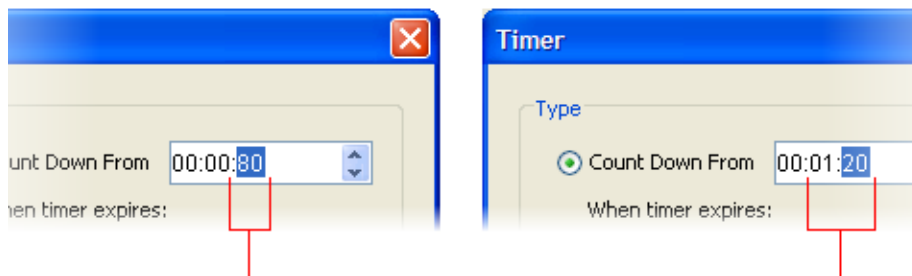 unt Down From 00:00:80
en timer expires:
Timer
Type
Count Down From 00:01:20
When timer expires: